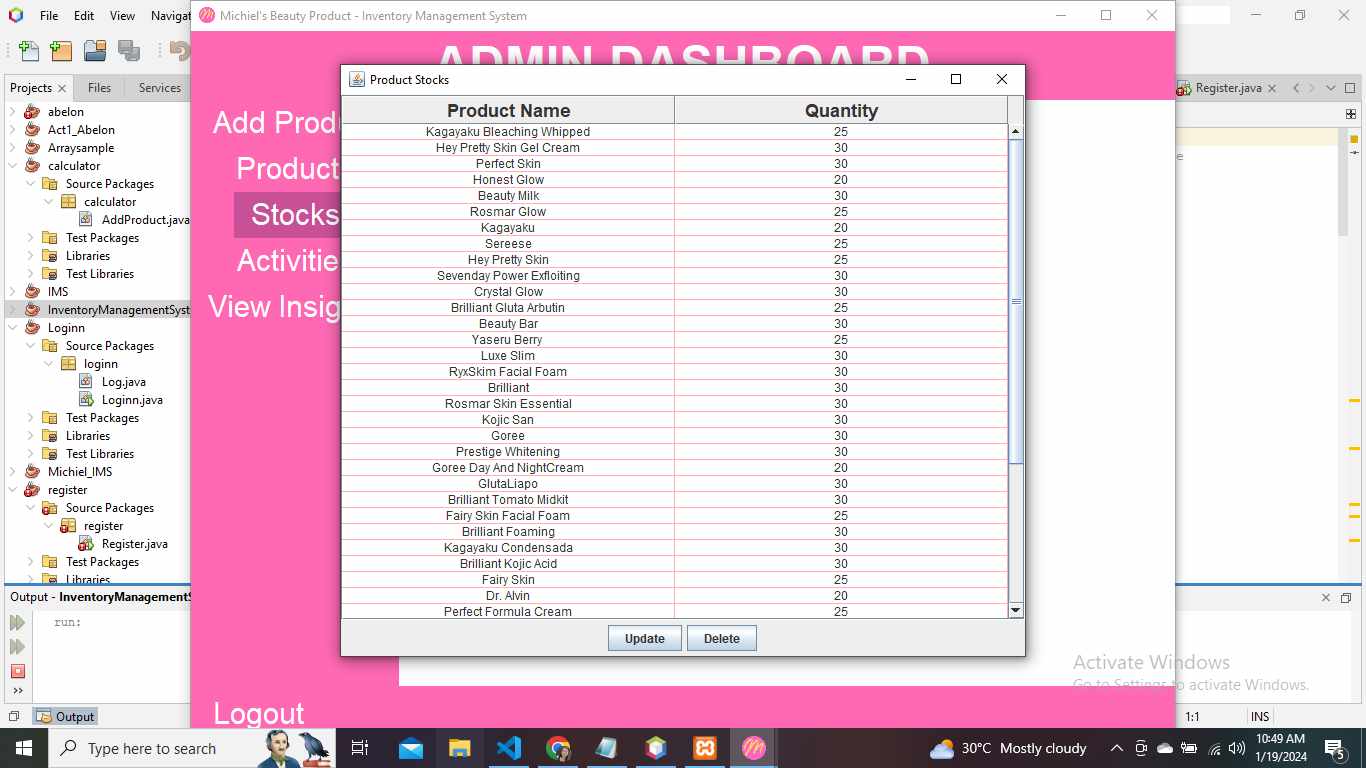 File Edit View Navigat
Michiel's Beauty Product - Inventory Management System
ADMIN DASHBOARD
Projects
Files
Services
Register.java
abelon
Act1_Abelon
Arraysample
calculator
Source Packages
calculator
AddProduct.java
Test Packages
Libraries
Test Libraries
IMS
InventoryManagementSyst
Loginn
Source Packages
loginn
Log.java
Loginn.java
Test Packages
Libraries
Test Libraries
Michiel_IMS
register
Source Packages
register
Register.java
Test Packages
Libraries
Add Prod
Product
Stocks
Activitie
View Insig
Logout
Product Stocks
Product Name Quantity
Kagayaku Bleaching Whipped 25
Hey Pretty Skin Gel Cream 30
Perfect Skin 30
Honest Glow 20
Beauty Milk 30
Rosmar Glow 25
Kagayaku 20
Sereese 25
Hey Pretty Skin 25
Sevenday Power Exfloiting 30
Crystal Glow 30
Brilliant Gluta Arbutin 25
Beauty Bar 30
Yaseru Berry 25
Luxe Slim 30
RyxSkim Facial Foam 30
Brilliant 30
Rosmar Skin Essential 30
Kojic San 30
Goree 30
Prestige Whitening 30
Goree Day And NightCream 20
GlutaLiapo 30
Brilliant Tomato Midkit 30
Fairy Skin Facial Foam 25
Brilliant Foaming 30
Kagayaku Condensada 30
Brilliant Kojic Acid 30
Fairy Skin 25
Dr. Alvin 20
Perfect Formula Cream 25
Update Delete
e
Output - InventoryManagementS
run:
Output
Activate Windows
Go to Settings to activate Windows.
1:1 INS
Type here to search
30°C Mostly cloudy
10:49 AM
1/19/2024
5